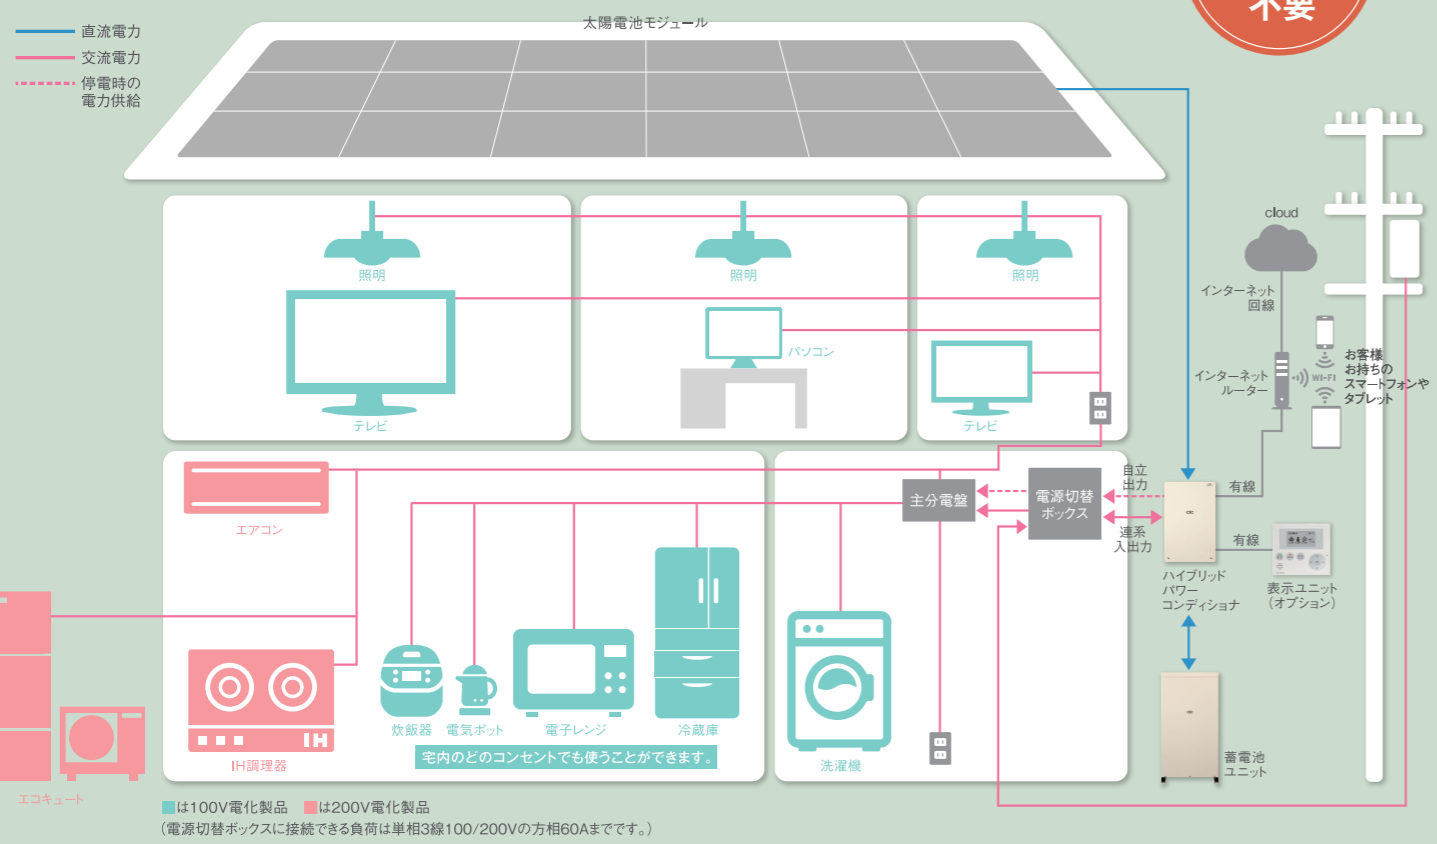 不要
太陽電池モジュール
直流電力
交流電力
停電時の
電力供給
照明
照明
照明
テレビ
パソコン
テレビ
cloud
インターネット
回線
インターネット
ルーター
WI-FI
お客様
お持ちの
スマートフォンや
タブレット
エアコン
主分電盤
電源切替
ボックス
自立
出力
連系
入出力
有線
有線
ハイブリッド
パワー
コンディショナ
表示ユニット
(オプション)
IH
IH調理器
炊飯器
電気ポット
電子レンジ
冷蔵庫
宅内のどのコンセントでも使うことができます。
洗濯機
蓄電池
ユニット
エコキュート
は100V電化製品 は200V電化製品
(電源切替ボックスに接続できる負荷は単相3線100/200Vの方相60Aまでです。)